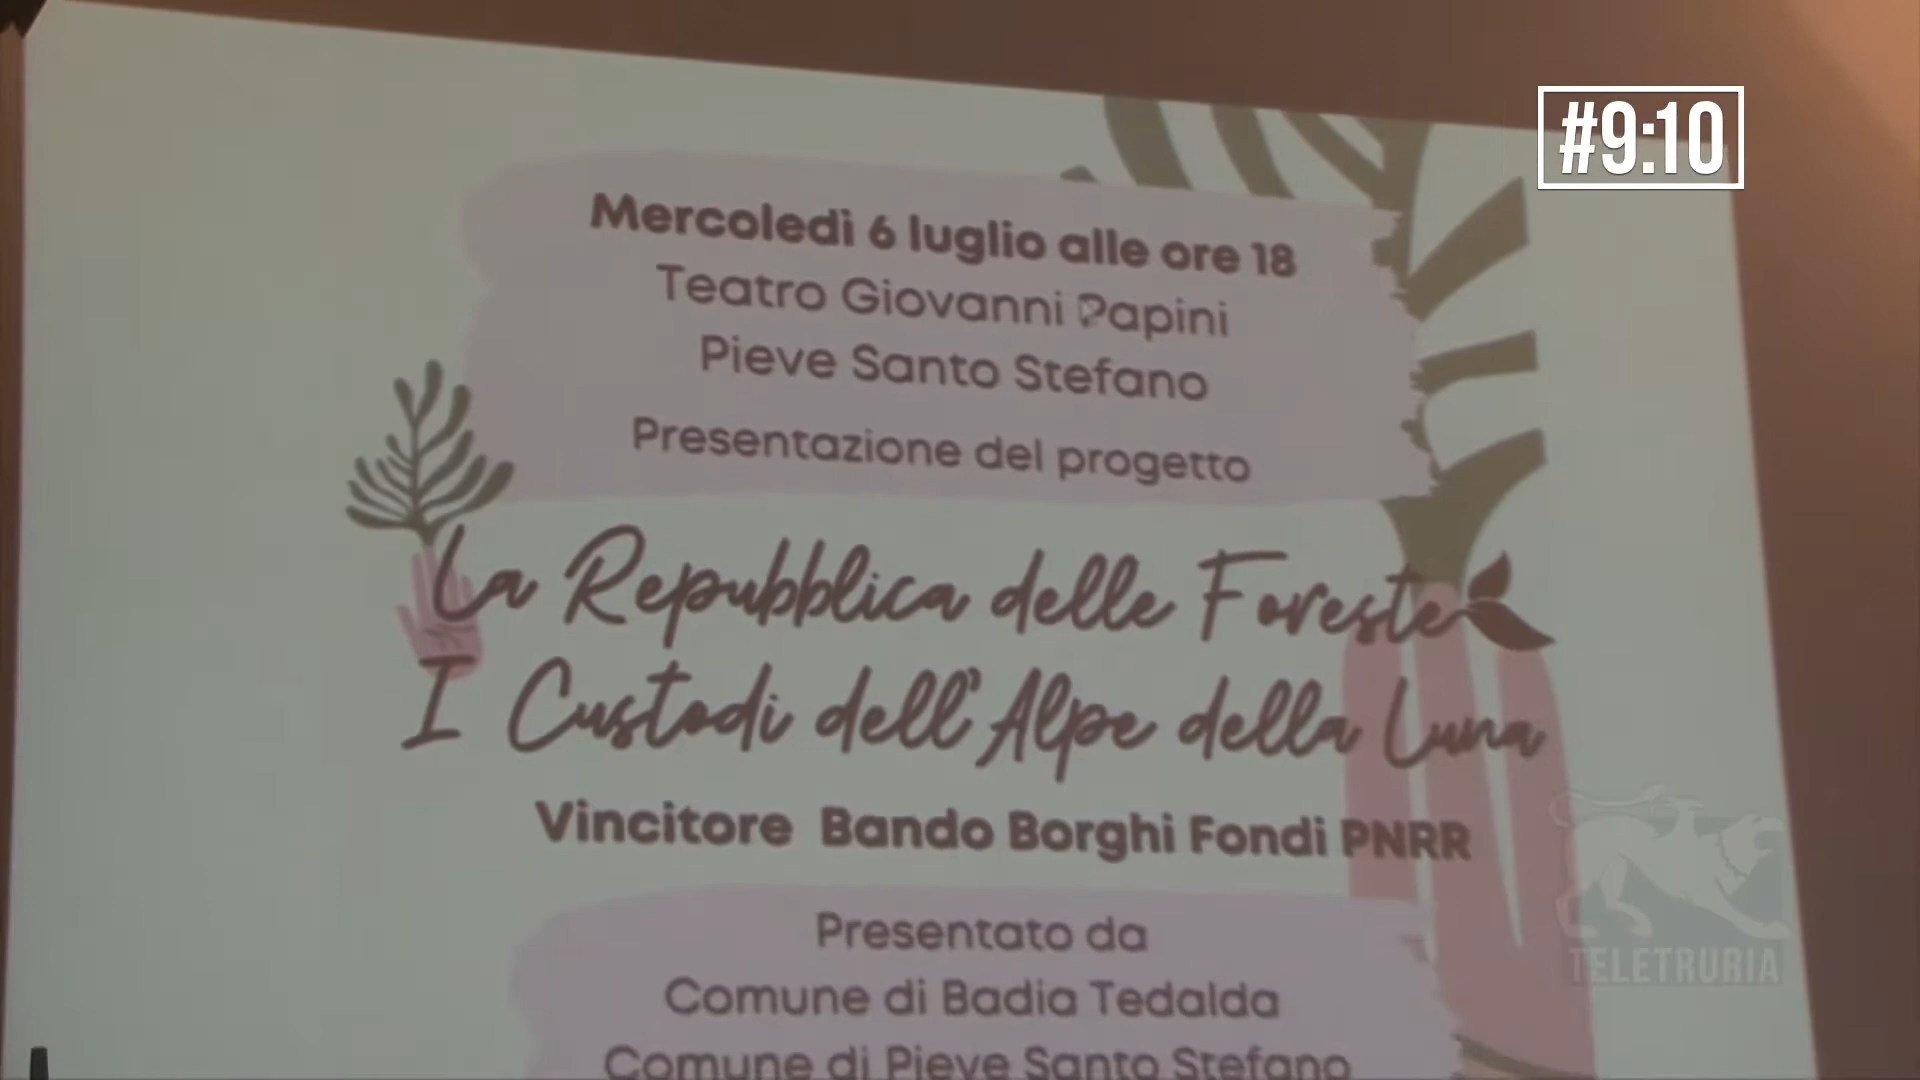 #9:10
Mercoledì 6 luglio alle ore 18
Teatro Giovanni Papini
Pieve Santo Stefano
Presentazione del progetto
La Repubblica delle Foreste
I Custodi dell'Alpe della Luna
Vincitore Bando Borghi Fondi PNRR
Presentato da
Comune di Badia Tedalda
Comune di Pieve Santo Stefano
TELETRURIA